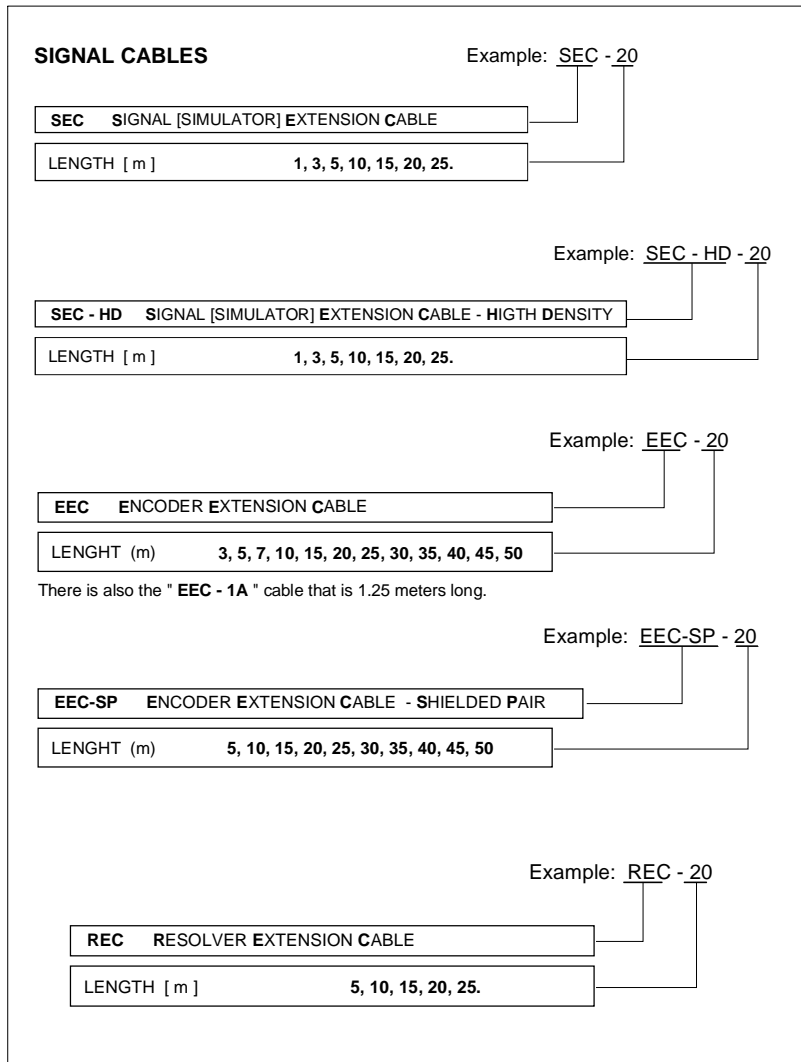 SIGNAL CABLES
Example: SEC - 20
SEC SIGNAL [SIMULATOR] EXTENSION CABLE
LENGTH [ m ] 1, 3, 5, 10, 15, 20, 25.
Example: SEC - HD - 20
SEC - HD SIGNAL [SIMULATOR] EXTENSION CABLE - HIGTH DENSITY
LENGTH [ m ] 1, 3, 5, 10, 15, 20, 25.
Example: EEC - 20
EEC ENCODER EXTENSION CABLE
LENGHT (m) 3, 5, 7, 10, 15, 20, 25, 30, 35, 40, 45, 50
There is also the " EEC - 1A " cable that is 1.25 meters long.
Example: EEC-SP - 20
EEC-SP ENCODER EXTENSION CABLE - SHIELDED PAIR
LENGHT (m) 5, 10, 15, 20, 25, 30, 35, 40, 45, 50
Example: REC - 20
REC RESOLVER EXTENSION CABLE
LENGTH [ m ] 5, 10, 15, 20, 25.